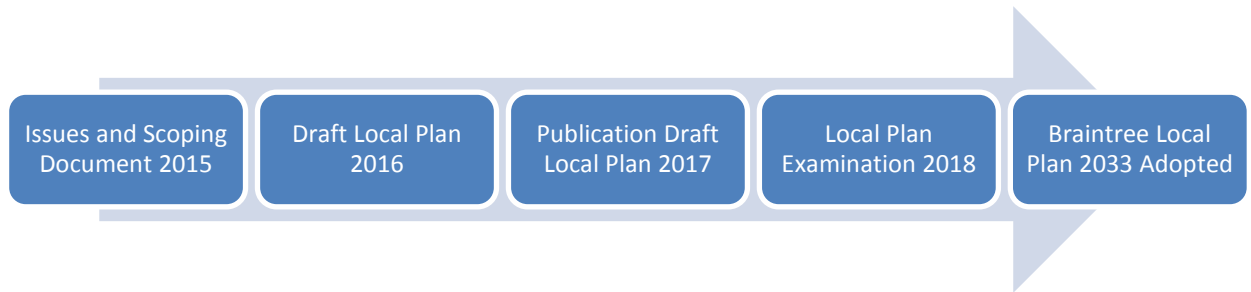 Issues and Scoping
Document 2015
Draft Local Plan
2016
Publication Draft
Local Plan 2017
Local Plan
Examination 2018
Braintree Local
Plan 2033 Adopted